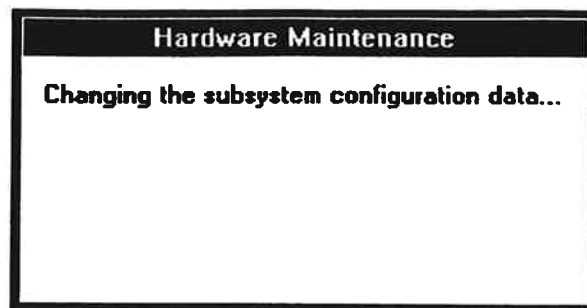 Hardware Maintenance
Changing the subsystem configuration data...